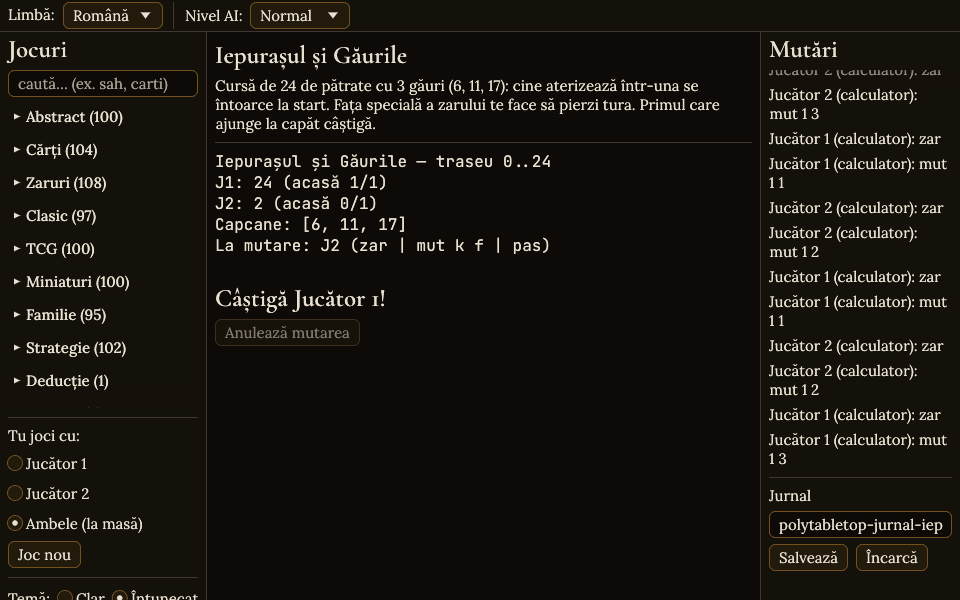 Limbă: Română Nivel AI: Normal
Jocuri
caută... (ex. sah, carti)
Abstract (100)
Cărți (104)
Zaruri (108)
Clasic (97)
TCG (100)
Miniaturi (100)
Familie (95)
Strategie (102)
Deducție (1)
Tu joci cu:
Jucător 1
Jucător 2
Ambele (la masă)
Joc nou
Temă: Clar Întunecat
Iepurașul și Găurile
Cursă de 24 de pătrate cu 3 găuri (6, 11, 17): cine aterizează într-una se
întoarce la start. Fața specială a zarului te face să pierzi tura. Primul care
ajunge la capăt câștigă.
Iepurașul și Găurile — traseu 0..24
J1: 24 (acasă 1/1)
J2: 2 (acasă 0/1)
Capcane: [6, 11, 17]
La mutare: J2 (zar | mut k f | pas)
Câștigă Jucător 1!
Anulează mutarea
Mutări
Jucător 2 (calculator): zar
Jucător 2 (calculator):
mut 1 3
Jucător 1 (calculator): zar
Jucător 1 (calculator): mut
1 1
Jucător 2 (calculator): zar
Jucător 2 (calculator):
mut 1 2
Jucător 1 (calculator): zar
Jucător 1 (calculator): mut
1 1
Jucător 2 (calculator): zar
Jucător 2 (calculator):
mut 1 2
Jucător 1 (calculator): zar
Jucător 1 (calculator): mut
1 3
Jurnal
polytabletop-jurnal-iep
Salvează Încarcă